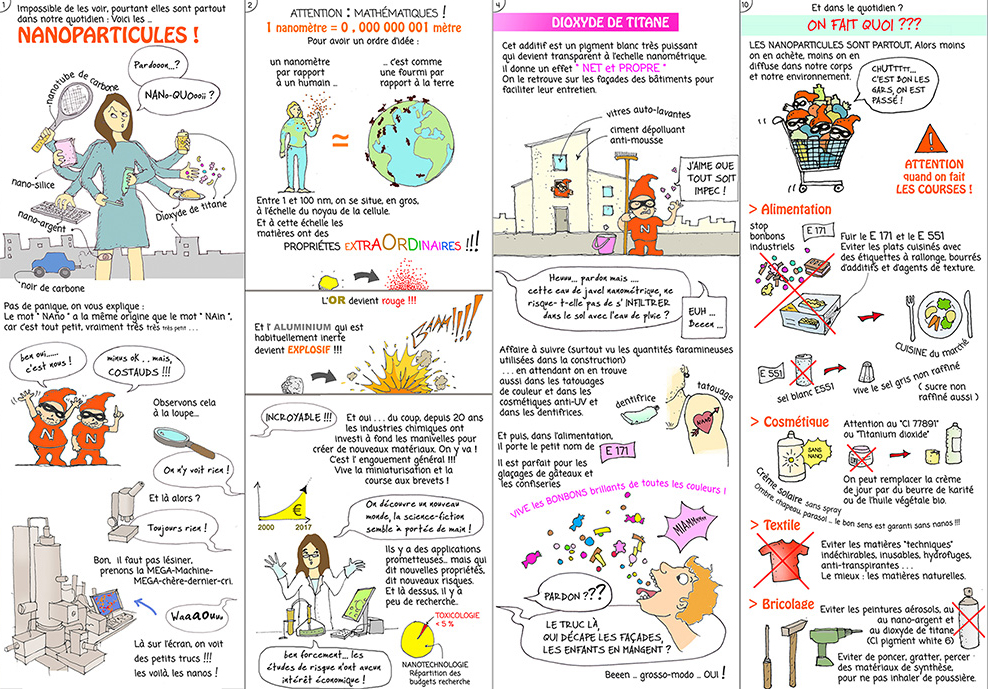 1
Impossible de les voir, pourtant elles sont partout
dans notre quotidien : Voici les ..
NANOPARTICULES !
Pardooon...?
NANo-QUOooïi ?
nanotube de carbone
nano-silice
nano-argent
Dioxyde de titane
noir de carbone
Pas de panique, on vous explique :
Le mot " NAño " a la même origine que le mot " NAin ",
car c'est tout petit, vraiment très très très petit ...
ben oui......
c'est nous !
minus ok . . mais,
COSTAUDS !!!
N
N
Observons cela
à la loupe...
On n'y voit rien !
Et là alors ?
Toujours rien !
Bon, il faut pas lésiner,
prenons la MEGA-Machine-
MEGA-chère-dernier-cri.
Waaaouuu
Là sur l'écran, on voit
des petits trucs !!!
les voilà, les nanos !
2
ATTENTION : MATHÉMATIQUES !
1 nanomètre = 0 , 000 000 001 mètre
Pour avoir un ordre d'idée :
un nanomètre
par rapport
à un humain ...
.. c'est comme
une fourmi par
rapport à la terre
=
Entre 1 et 100 nm, on se situe, en gros,
à l'échelle du noyau de la cellule.
Et à cette échelle les
matières ont des
PROPRIÉTES eXTRAORDINAIRES !!!
L'OR devient rouge !!!
Et l' ALUMINIUM qui est
habituellement inerte
devient EXPLOSIF !!!
BAM!!!!
INCROYABLE !!!
Et oui . . . du coup, depuis 20 ans
les industries chimiques ont
investi à fond les manivelles pour
créer de nouveaux matériaux. On y va !
C'est l'engouement général !!!
Vive la miniaturisation et la
course aux brevets !
€
2000 2017
On découvre un nouveau
monde, la science-fiction
semble à portée de main !
Ils y a des applications
prometteuses... mais qui
dit nouvelles propriétés,
dit nouveaux risques.
Et là dessus, il y a
peu de recherche.
TOXICOLOGIE
< 5 %
NANOTECHNOLOGIE
Répartition des
budgets recherche
ben forcement... les
études de risque n'ont aucun
intérêt économique !
4
DIOXYDE DE TITANE
Cet additif est un pigment blanc très puissant
qui devient transparent à l'echelle nanométrique.
il donne un effet " NET et PROPRE "
On le retrouve sur les façades des bâtiments pour
faciliter leur entretien.
vitres auto-lavantes
ciment dépolluant
anti-mousse
J'AIME QUE
TOUT SOIT
IMPEC !
N
Heuuu... pardon mais ....
cette eau de javel nanométrique, ne
risque-t-elle pas de s' INFILTRER
dans le sol avec l'eau de pluie ?
EUH ...
Deeen ...
Affaire à suivre (surtout vu les quantités faramineuses
utilisées dans la construction)
. . . en attendant on en trouve
aussi dans les tatouages
de couleur et dans les
cosmétiques anti-UV et
dans les dentifrices.
dentifrice
tatouage
NANO
Et puis, dans l'alimentation,
il porte le petit nom de
E 171
Il est parfait pour les
glaçages de gâteaux et
les confiseries
VIVE les BONBONS brillants de toutes les couleurs !
MIAMMmmm
PARDON ???
LE TRUC LÀ,
QUI DÉCAPE LES FAÇADES,
LES ENFANTS EN MANGENT ?
Beeen .. grosso-modo .. OUI !
10
Et dans le quotidien ?
ON FAIT QUOI ???
LES NANOPARTICULES SONT PARTOUT, Alors moins
on en achète, moins on en
diffuse dans notre corps
et notre environnement.
CHUTTTTT...
C'EST BON LES
GARS, ON EST
PASSÉ !
!
ATTENTION
quand on fait
LES COURSES !
> Alimentation
stop
bonbons
industriels
E 171
Fuir le E 171 et le E 551
Eviter les plats cuisinés avec
des étiquettes à rallonge, bourrés
d'additifs et d'agents de texture.
CUISINE du marché
E 551
sel blanc E551
vive le sel gris non raffiné
( sucre non
raffiné aussi )
> Cosmétique
SANS
NANO
Crème solaire sans spray
Ombre, chapeau, parasol .. le bon sens est garant sans nanos !!!
Attention au "CI 77891"
ou "Titanium dioxide"
On peut remplacer la crème
de jour par du beurre de karité
ou de l'huile végétale bio.
> Textile
Eviter les matières "techniques"
indéchirables, inusables, hydrofuges,
anti-transpirantes . . .
Le mieux : les matières naturelles.
> Bricolage
Eviter les peintures aérosols, au
au nano-argent et
au dioxyde de titane
(CI pigment white 6)
Eviter de poncer, gratter, percer
des matériaux de synthèse,
pour ne pas inhaler de poussière.